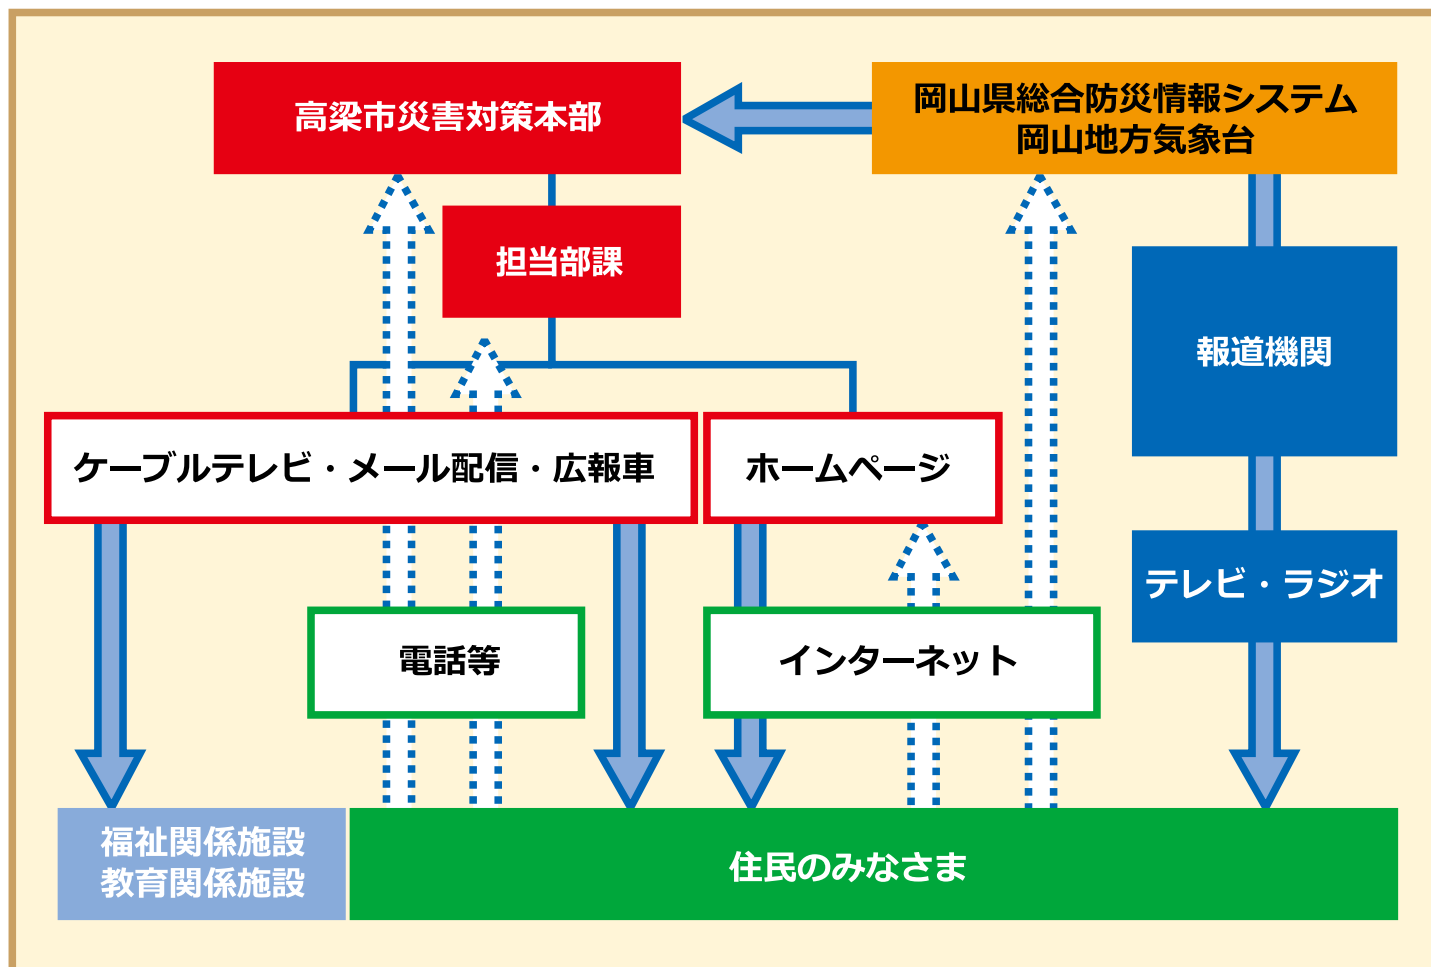 高梁市災害対策本部
岡山県総合防災情報システム
岡山地方気象台
担当部課
報道機関
ケーブルテレビ・メール配信・広報車
ホームページ
テレビ・ラジオ
電話等
インターネット
福祉関係施設
教育関係施設
住民のみなさま